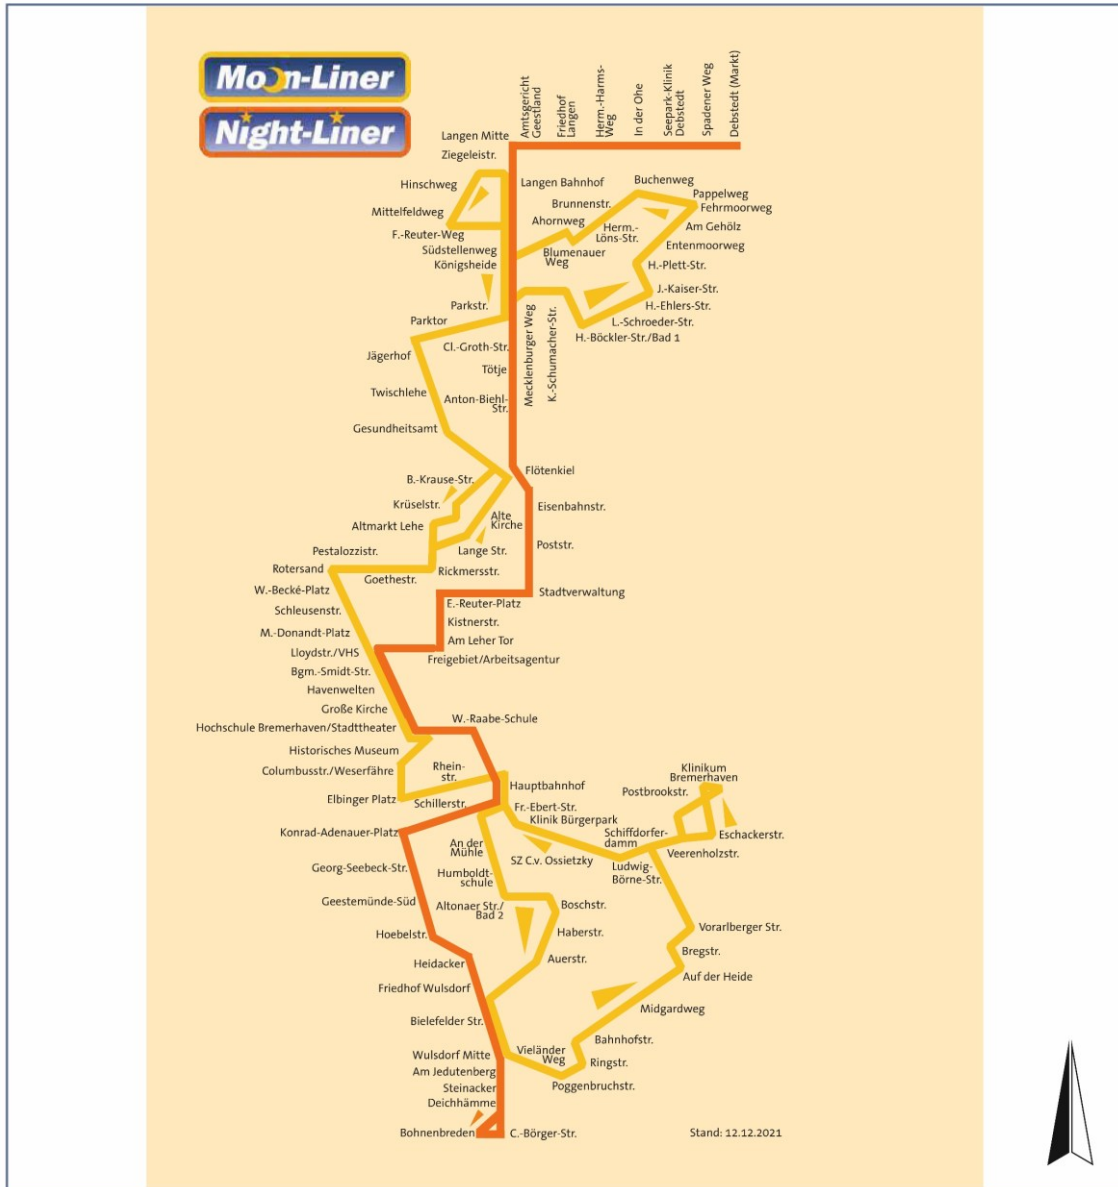 Moon-Liner
Night-Liner
Amtsgericht
Geestland
Friedhof
Langen
Herm.-Harms-
Weg
In der Ohe
Seepark-Klinik
Debstedt
Spadener Weg
Debstedt (Markt)
Langen Mitte
Ziegeleistr.
Hinschweg
Mittelfeldweg
F.-Reuter-Weg
Südstellenweg
Königsheide
Parkstr.
Parktor
Langen Bahnhof
Brunnenstr.
Ahornweg
Blumenauer
Weg
Herm.-
Löns-Str.
Buchenweg
Pappelweg
Fehrmoorweg
Am Gehölz
Entenmoorweg
H.-Plett-Str.
J.-Kaiser-Str.
H.-Ehlers-Str.
L.-Schroeder-Str.
H.-Böckler-Str./Bad 1
Mecklenburger Weg
K.-Schumacher-Str.
Cl.-Groth-Str.
Jägerhof
Tötje
Twischlehe
Anton-Biehl-
Str.
Gesundheitsamt
Flötenkiel
B.-Krause-Str.
Krüselstr.
Altmarkt Lehe
Alte
Kirche
Lange Str.
Eisenbahnstr.
Poststr.
Pestalozzistr.
Rotersand
Goethestr.
Rickmersstr.
Stadtverwaltung
W.-Becké-Platz
Schleusenstr.
M.-Donandt-Platz
Lloydstr./VHS
Bgm.-Smidt-Str.
Havenwelten
Große Kirche
Hochschule Bremerhaven/Stadttheater
Historisches Museum
Columbusstr./Weserfähre
Elbinger Platz
E.-Reuter-Platz
Kistnerstr.
Am Leher Tor
Freigebiet/Arbeitsagentur
W.-Raabe-Schule
Rhein-
str.
Hauptbahnhof
Schillerstr.
Fr.-Ebert-Str.
Klinik Bürgerpark
Klinikum
Bremerhaven
Postbrookstr.
Schiffdorfer-
damm
Eschackerstr.
Veerenholzstr.
Ludwig-
Börne-Str.
SZ C.v. Ossietzky
Konrad-Adenauer-Platz
An der
Mühle
Georg-Seebeck-Str.
Humboldt-
schule
Geestemünde-Süd
Altonaer Str./
Bad 2
Boschstr.
Haberstr.
Auerstr.
Hoebelstr.
Heidacker
Friedhof Wulsdorf
Bielefelder Str.
Vorarlberger Str.
Bregstr.
Auf der Heide
Midgardweg
Bahnhofstr.
Ringstr.
Poggenbruchstr.
Vieländer
Weg
Wulsdorf Mitte
Am Jedutenberg
Steinacker
Deichhämme
Bohnenbreden
C.-Börger-Str.
Stand: 12.12.2021